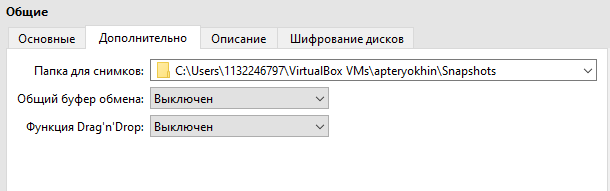 Общие
Основные Дополнительно Описание Шифрование дисков
Папка для снимков: C:\Users\1132246797\VirtualBox VMs\apteryokhin\Snapshots
Общий буфер обмена: Выключен
Функция Drag'n'Drop: Выключен